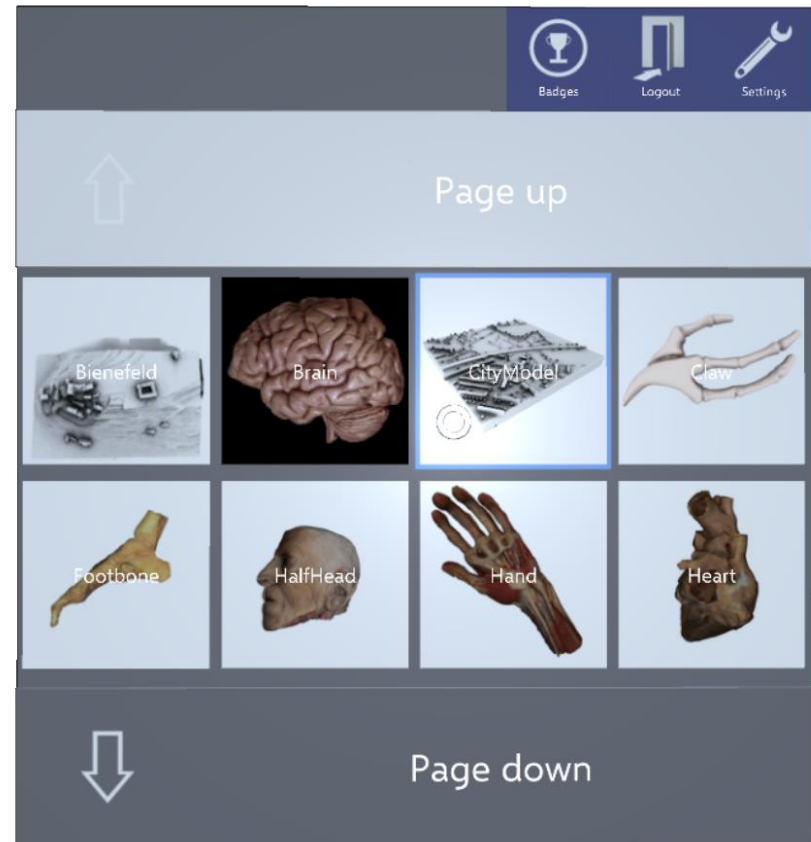 Badges Logout Settings
Page up
Bienefeld Brain CityModel Claw
Footbone HalfHead Hand Heart
Page down